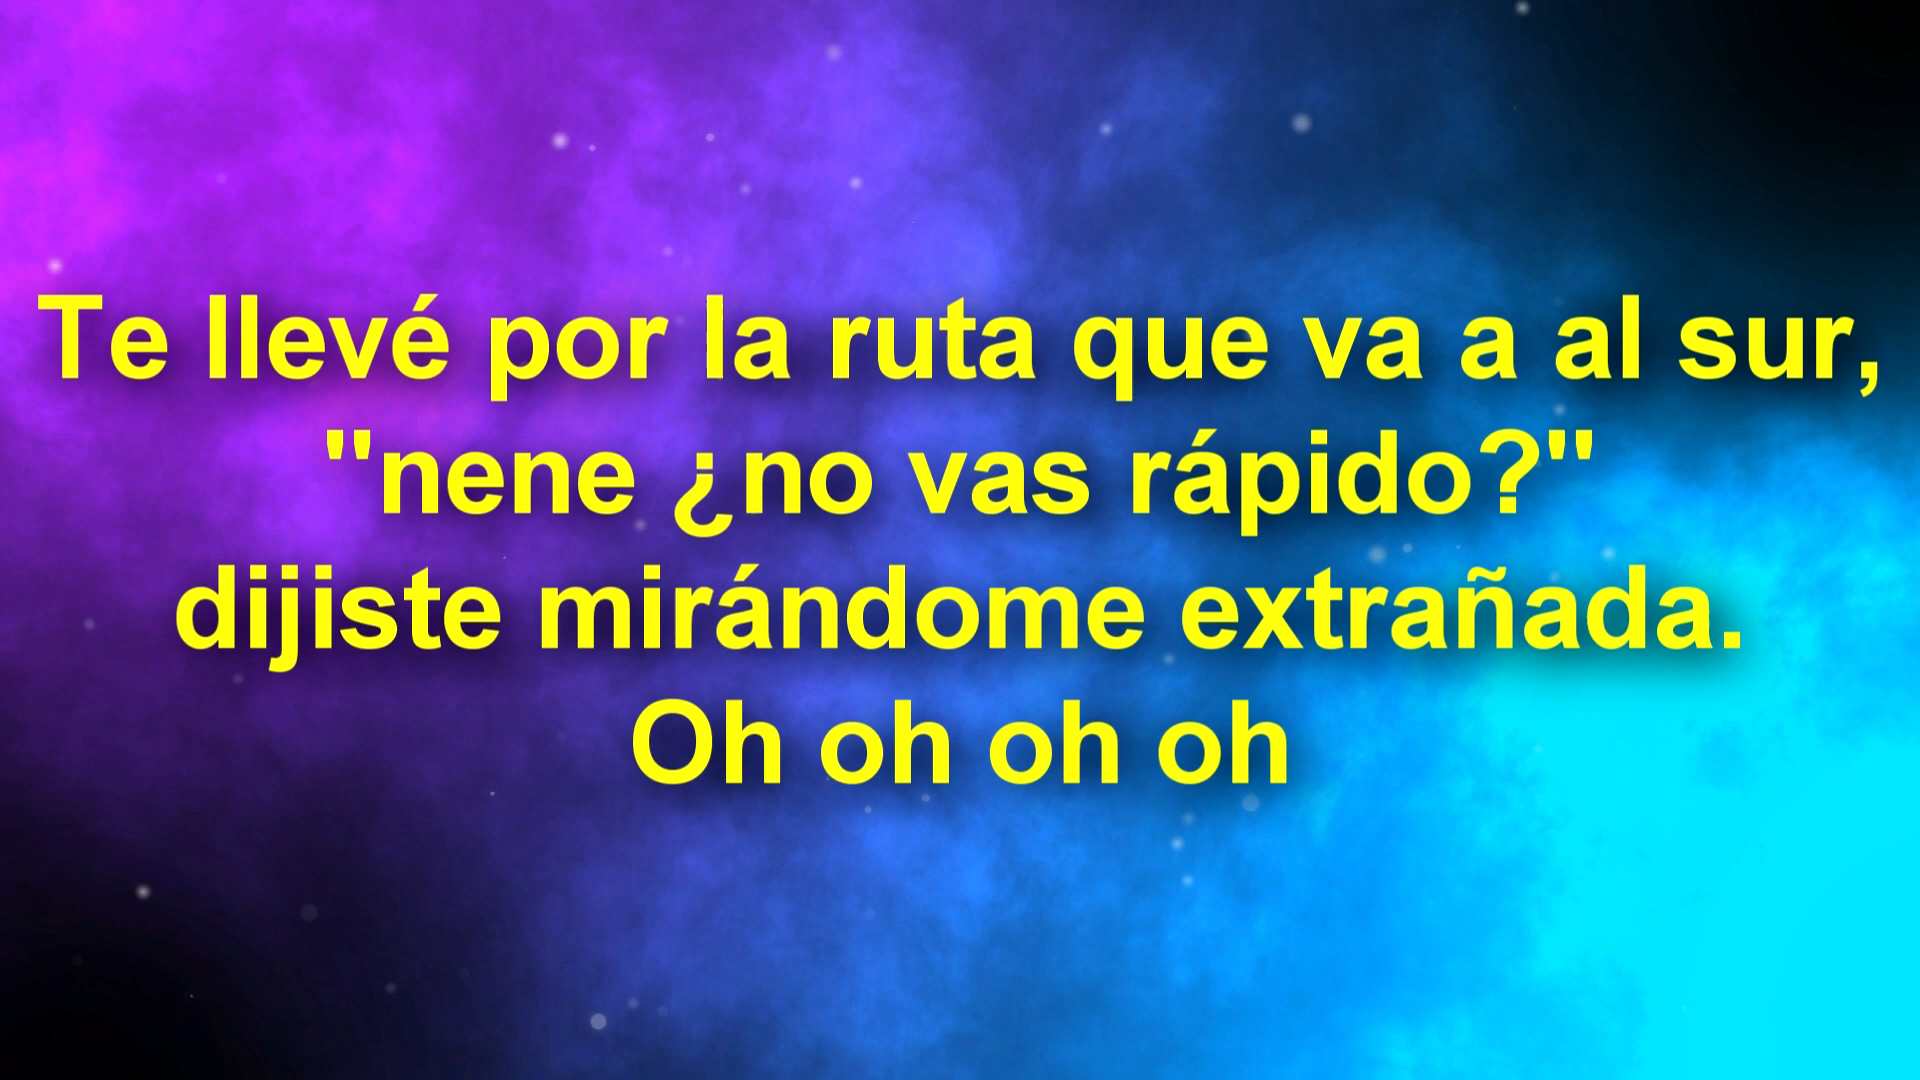 Te llevé por la ruta que va a al sur,
"nene ¿no vas rápido?"
dijiste mirándome extrañada.
Oh oh oh oh